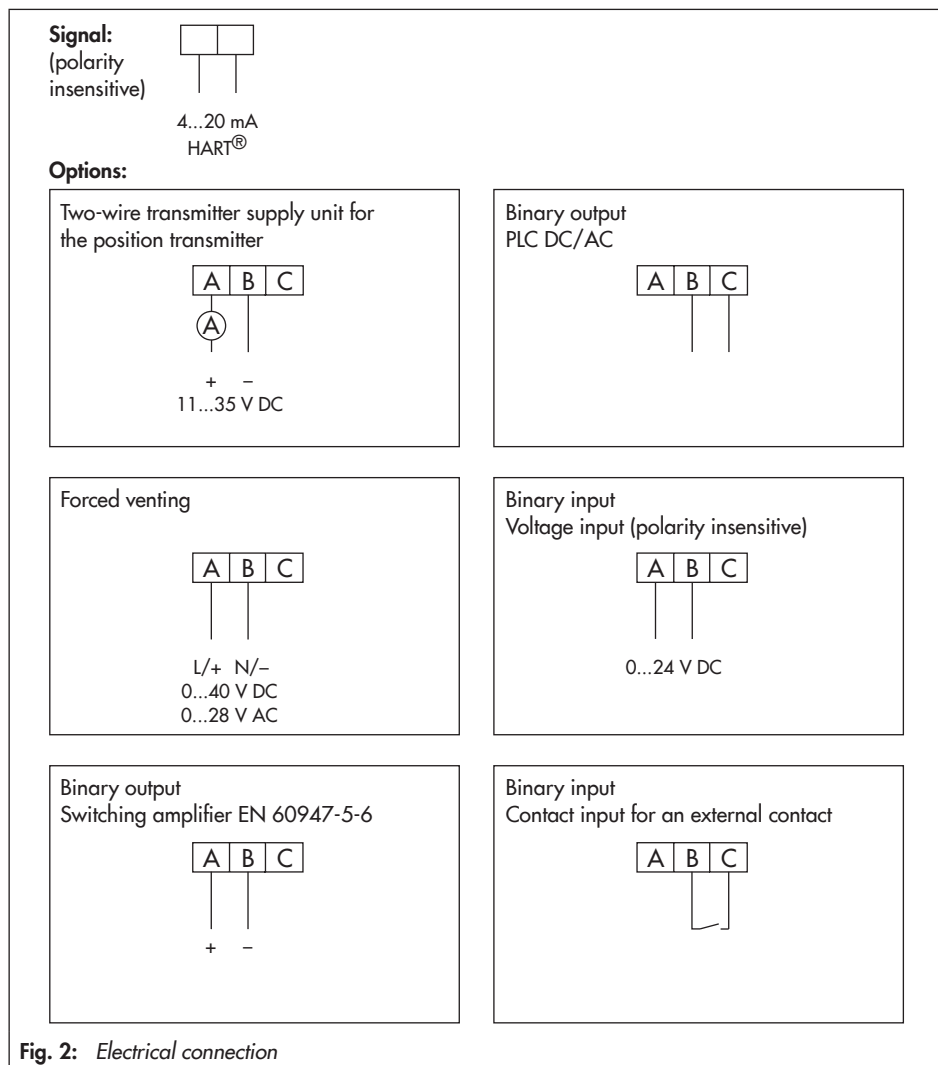 Signal:
(polarity
insensitive)
4...20 mA
HART®
Options:
Two-wire transmitter supply unit for
the position transmitter
A B C
A
+ –
11...35 V DC
Binary output
PLC DC/AC
A B C
Forced venting
A B C
L/+ N/–
0...40 V DC
0...28 V AC
Binary input
Voltage input (polarity insensitive)
A B C
0...24 V DC
Binary output
Switching amplifier EN 60947-5-6
A B C
+ –
Binary input
Contact input for an external contact
A B C
Fig. 2: Electrical connection